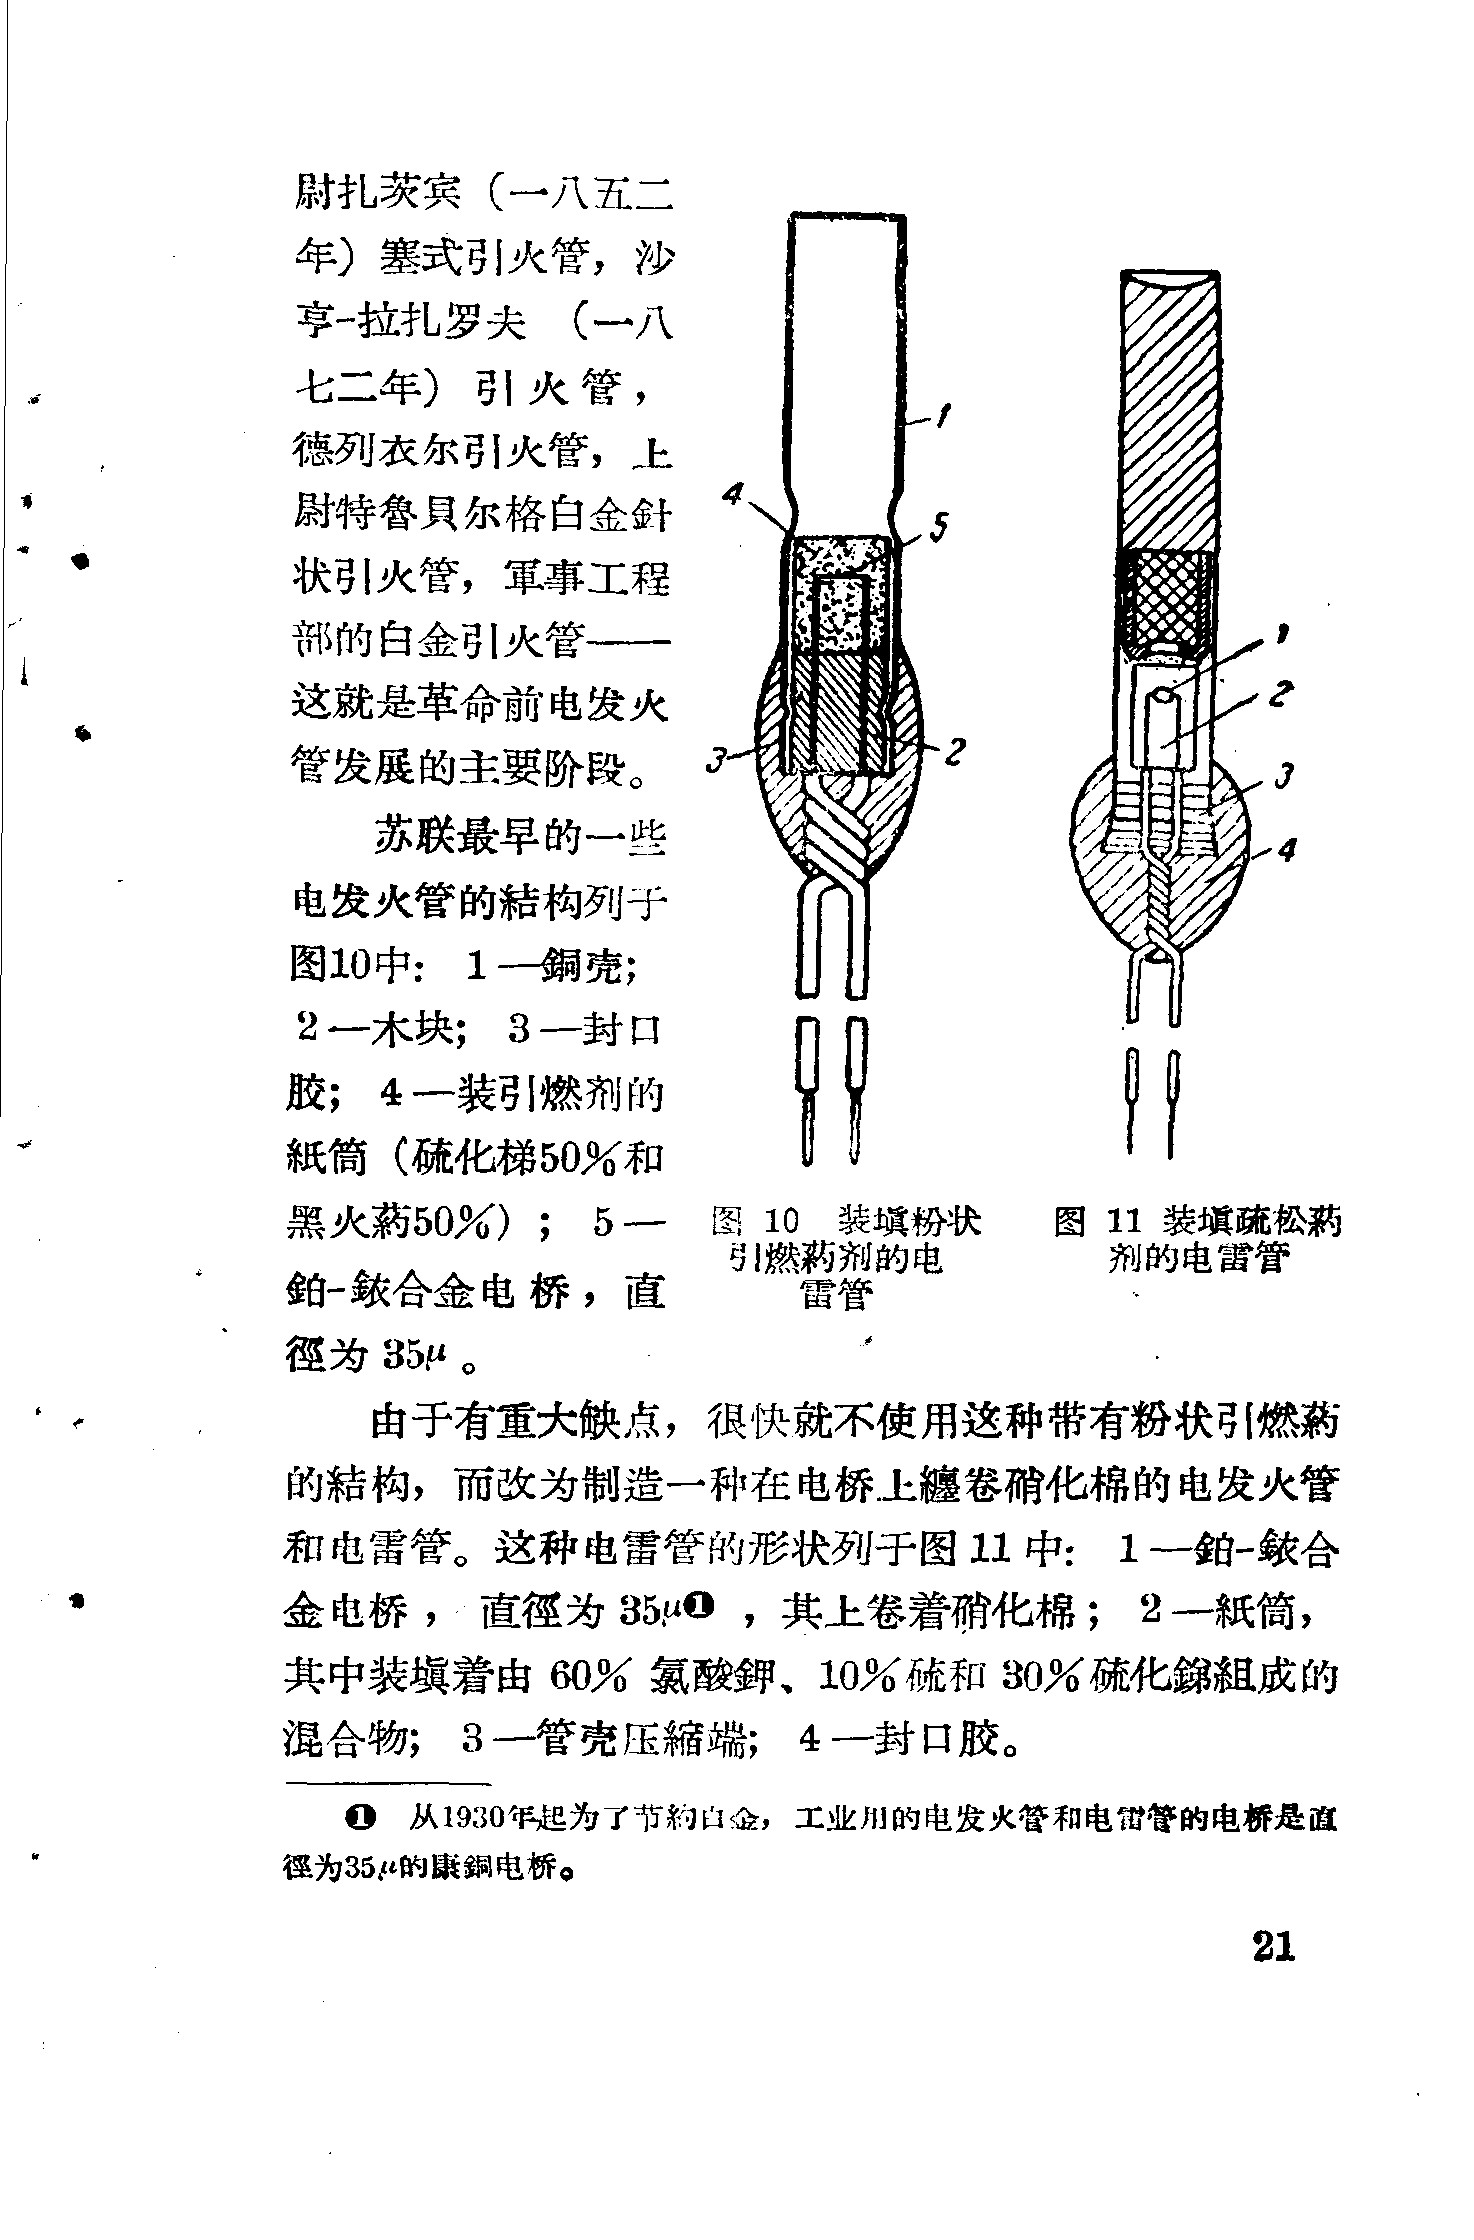 尉扎茨宾（一八五二
年）塞式引火管，沙
亨-拉扎罗夫 （一八
七二年）引火管，
德列衣尔引火管，上
尉特魯貝尔格白金針
状引火管，軍事工程
部的白金引火管——
这就是革命前电发火
管发展的主要阶段。
苏联最早的一些
电发火管的結构列于
图10中： 1—銅壳；
2—木块； 3—封口
胶； 4—装引燃剂的
紙筒（硫化梯50%和
黑火葯50%）； 5—
鉑-銥合金电桥，直
徑为 35μ。
1
4
5
3
2
1
2
3
4
图 10 装塡粉状
引燃葯剂的电
雷管
图 11 装塡疏松葯
剂的电雷管
由于有重大缺点，很快就不使用这种带有粉状引燃葯
的結构，而改为制造一种在电桥上纏卷硝化棉的电发火管
和电雷管。这种电雷管的形状列于图 11 中： 1—鉑-銥合
金电桥， 直徑为 35μ❶ ，其上卷着硝化棉； 2—紙筒，
其中装塡着由 60% 氯酸鉀、10%硫和 30%硫化銻組成的
混合物； 3—管壳压縮端； 4—封口胶。
❶ 从1930年起为了节約白金，工业用的电发火管和电雷管的电桥是直
徑为35μ的康銅电桥。
21